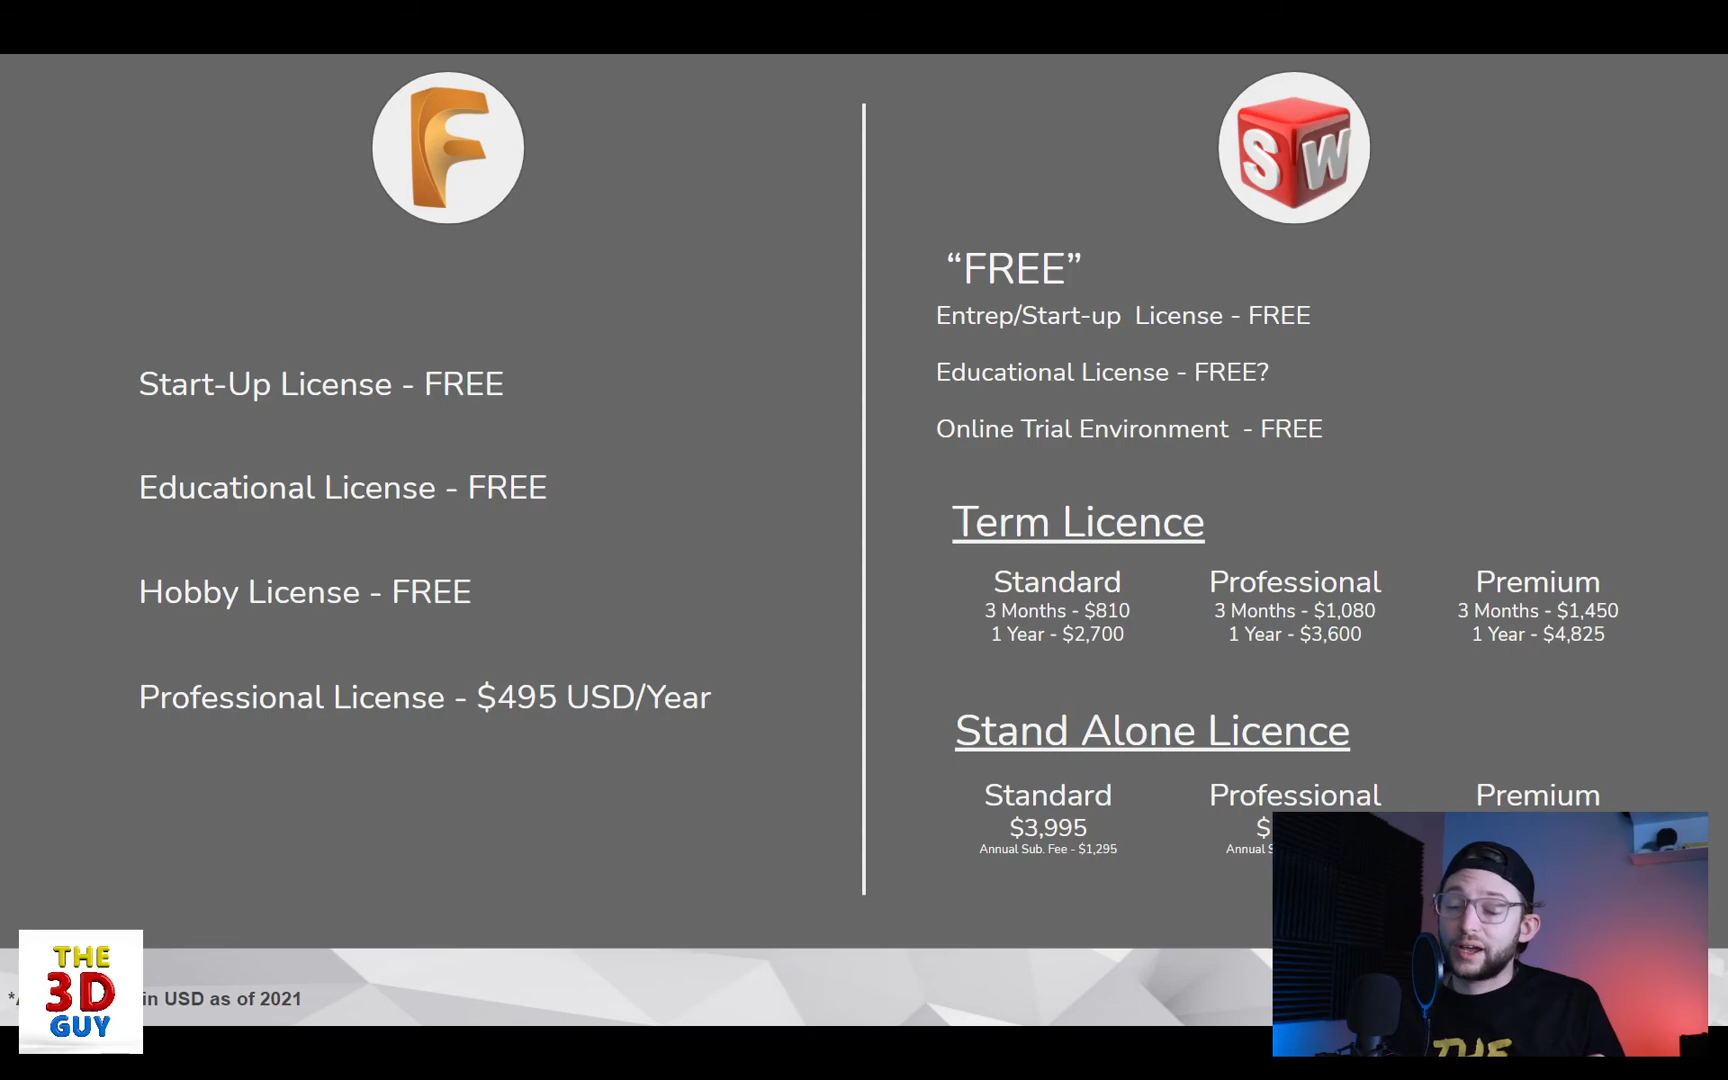 F
SW
Start-Up License - FREE
Educational License - FREE
Hobby License - FREE
Professional License - $495 USD/Year
“FREE”
Entrep/Start-up License - FREE
Educational License - FREE?
Online Trial Environment - FREE
Term Licence
Standard Professional Premium
3 Months - $810 3 Months - $1,080 3 Months - $1,450
1 Year - $2,700 1 Year - $3,600 1 Year - $4,825
Stand Alone Licence
Standard Professional Premium
$3,995 $
Annual Sub. Fee - $1,295 Annual
THE
3D
GUY
in USD as of 2021
THE